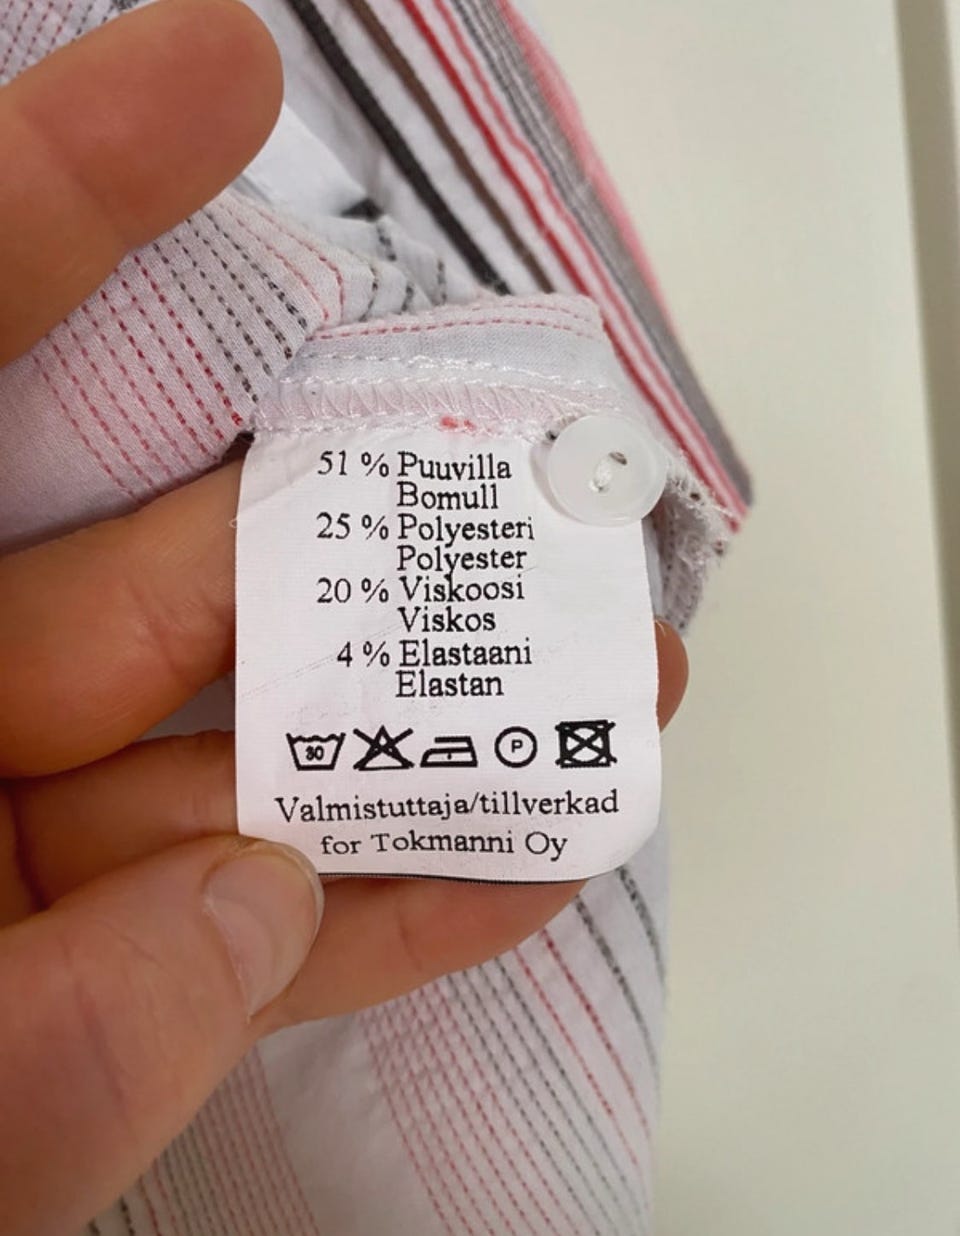 51 % Puuvilla
Bomull
25 % Polyesteri
Polyester
20 % Viskoosi
Viskos
4 % Elastaani
Elastan
30 P
Valmistuttaja/tillverkad
for Tokmanni Oy